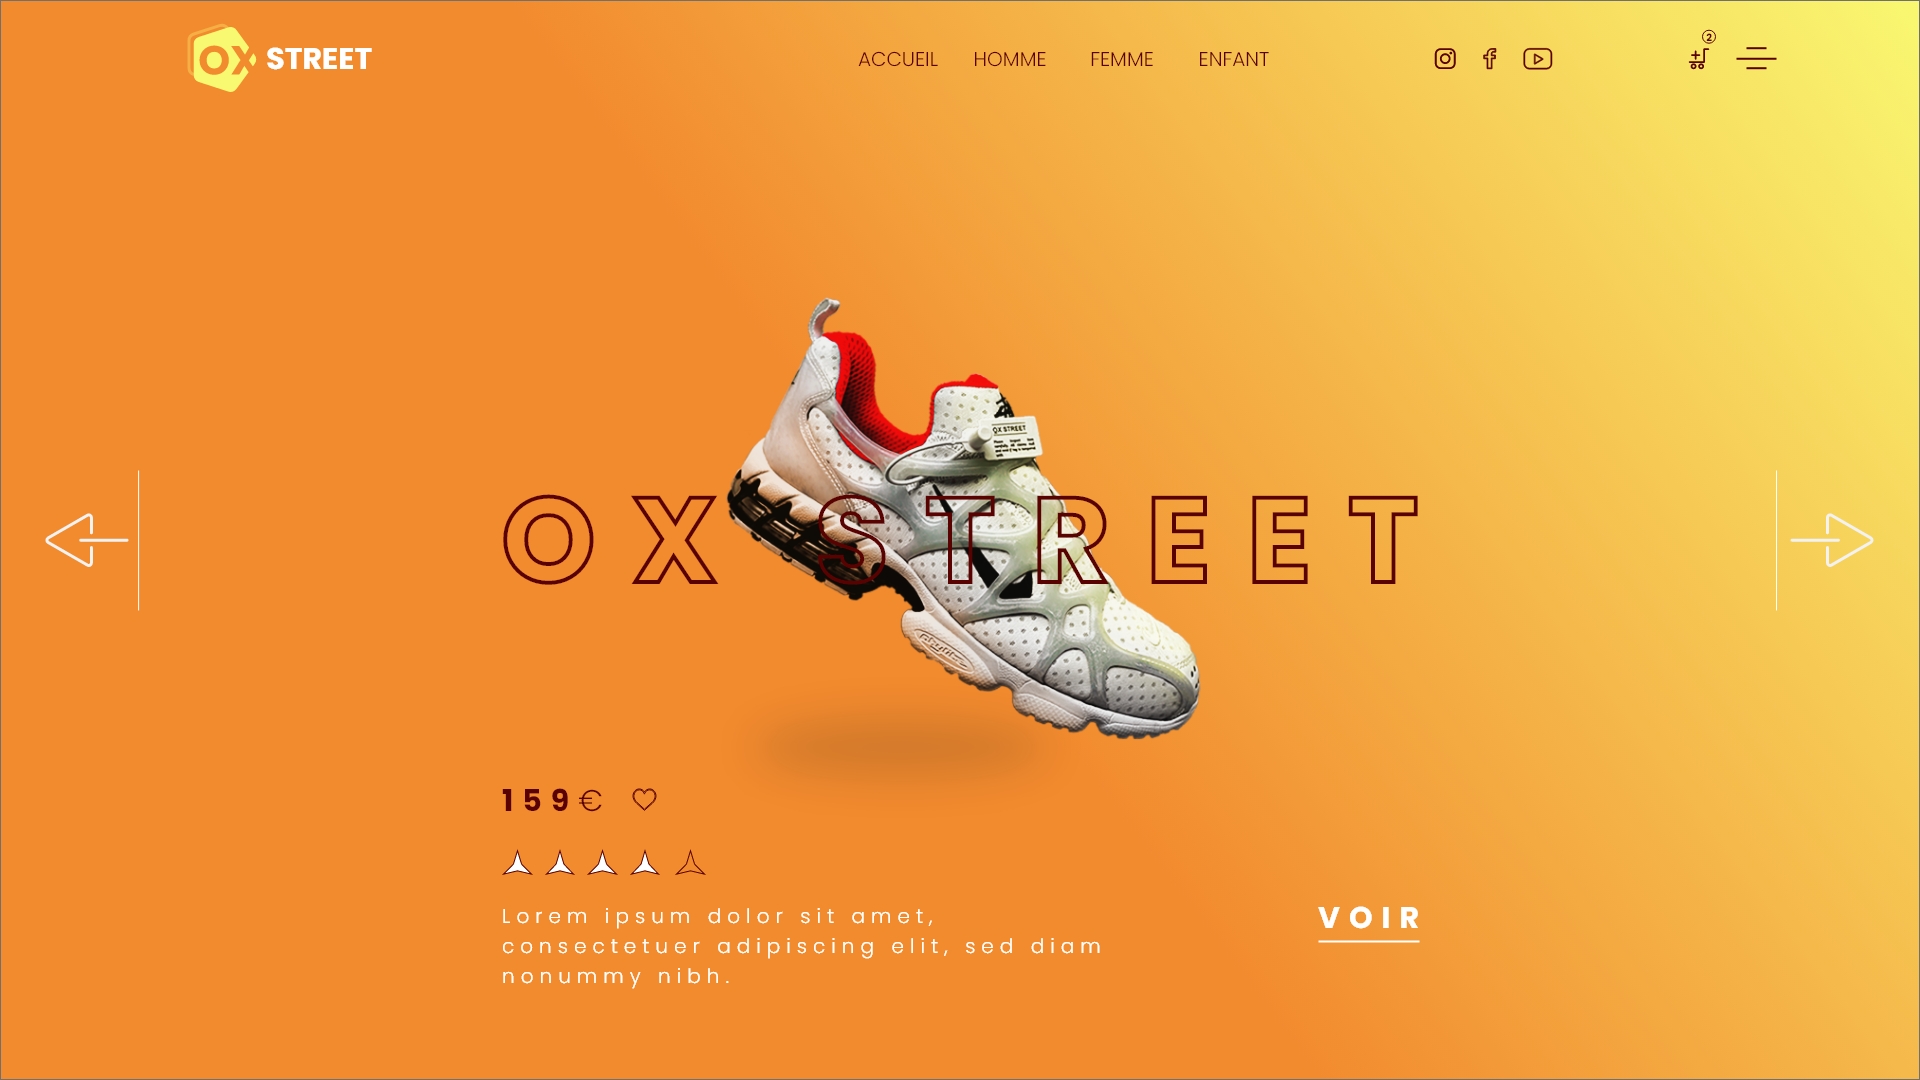 OX STREET
ACCUEIL HOMME FEMME ENFANT
2
OX STREET
OX STREET
159€
Lorem ipsum dolor sit amet,
consectetuer adipiscing elit, sed diam
nonummy nibh.
VOIR